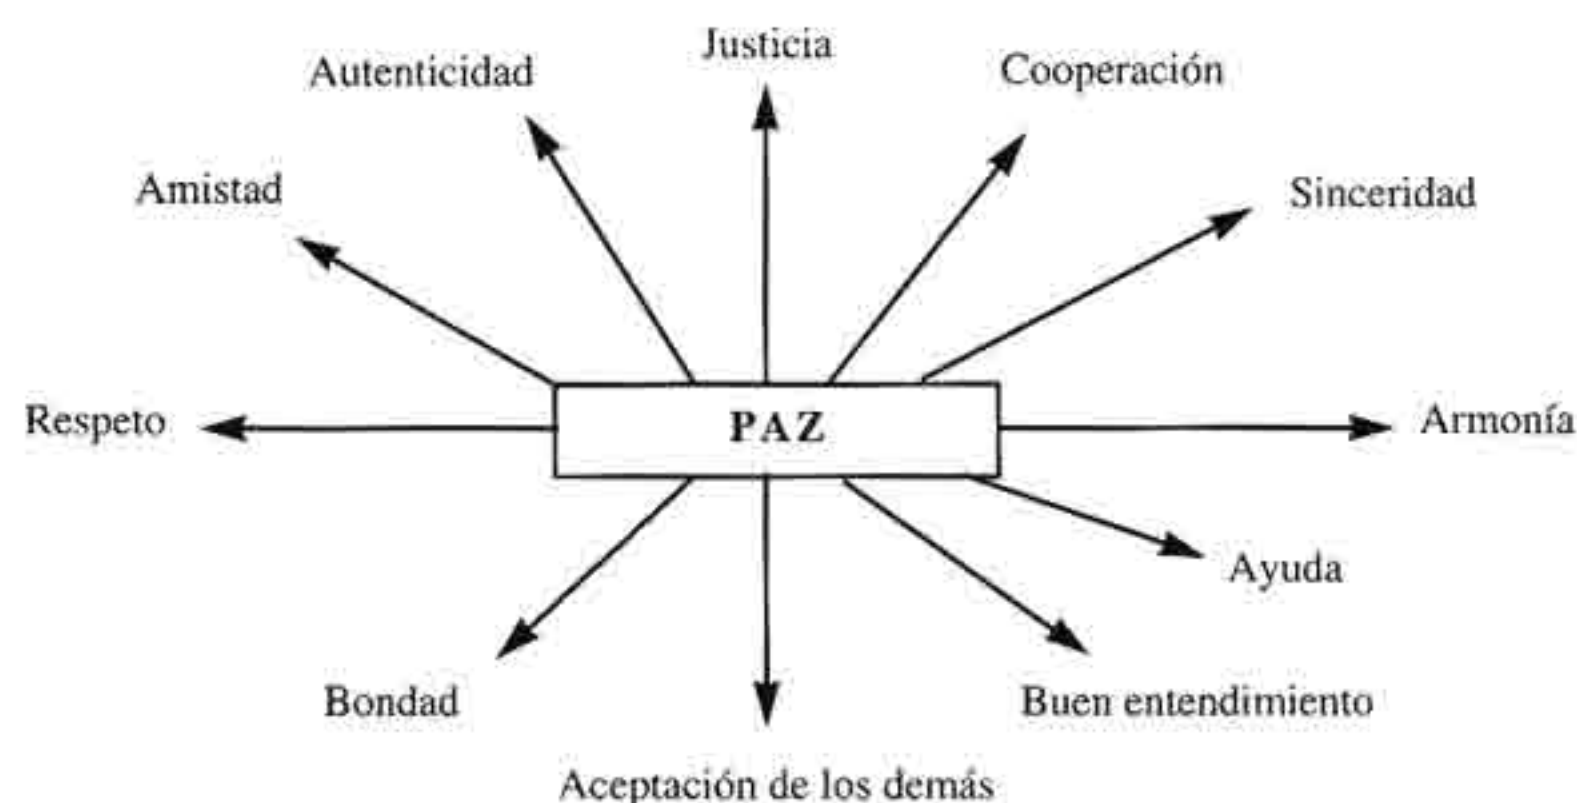 Justicia
Autenticidad
Cooperación
Amistad
Sinceridad
Respeto
PAZ
Armonía
Ayuda
Bondad
Buen entendimiento
Aceptación de los demás